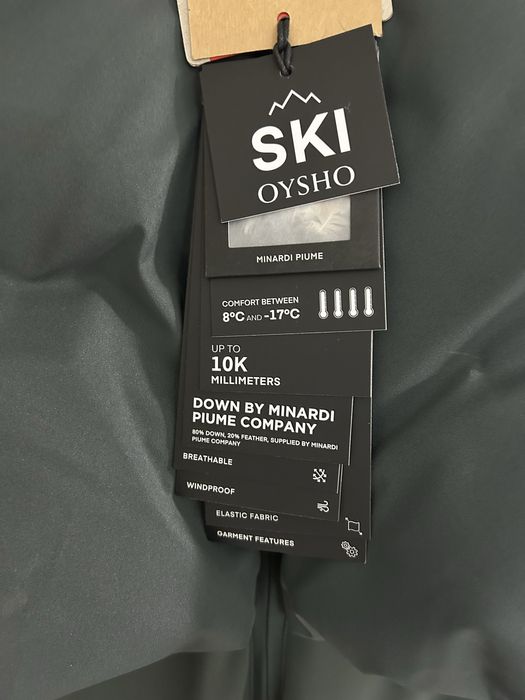 SKI
OYSHO
MINARDI PIUME
COMFORT BETWEEN
8ºC AND -17ºC
UP TO
10K
MILLIMETERS
DOWN BY MINARDI
PIUME COMPANY
80% DOWN, 20% FEATHER, SUPPLIED BY MINARDI
PIUME COMPANY
BREATHABLE
WINDPROOF
ELASTIC FABRIC
GARMENT FEATURES